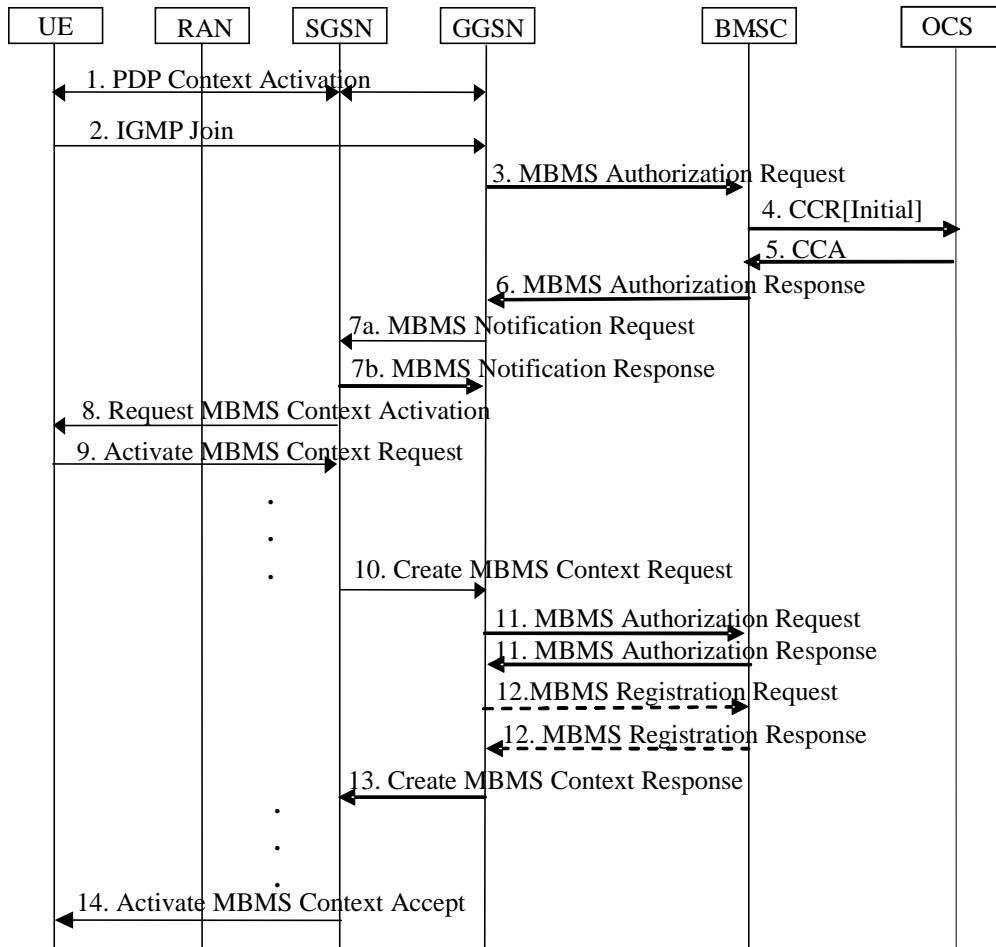 UE RAN SGSN GGSN BMSC OCS
1. PDP Context Activation
2. IGMP Join
3. MBMS Authorization Request
4. CCR[Initial]
5. CCA
6. MBMS Authorization Response
7a. MBMS Notification Request
7b. MBMS Notification Response
8. Request MBMS Context Activation
9. Activate MBMS Context Request
10. Create MBMS Context Request
11. MBMS Authorization Request
11. MBMS Authorization Response
12.MBMS Registration Request
12. MBMS Registration Response
13. Create MBMS Context Response
14. Activate MBMS Context Accept